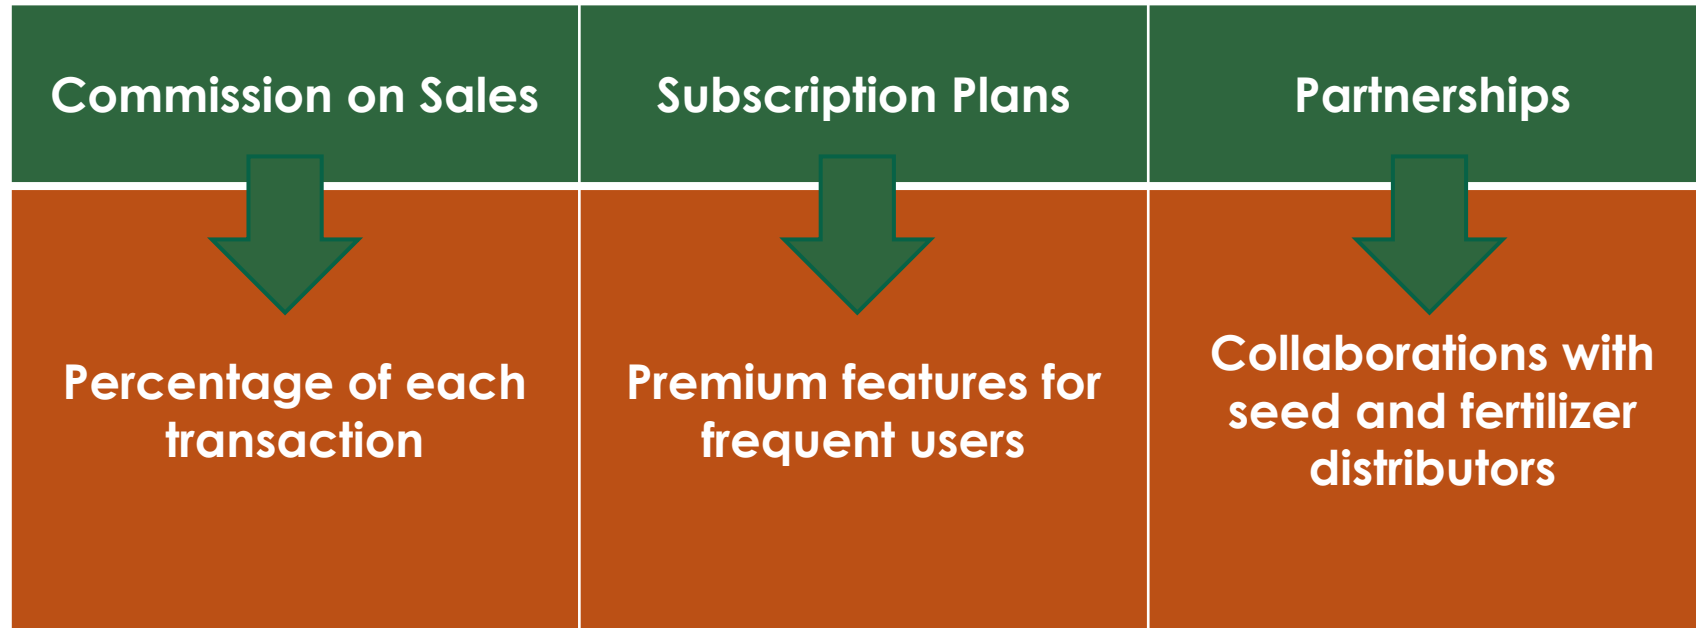 Commission on Sales
Subscription Plans
Partnerships
Percentage of each
transaction
Premium features for
frequent users
Collaborations with
seed and fertilizer
distributors